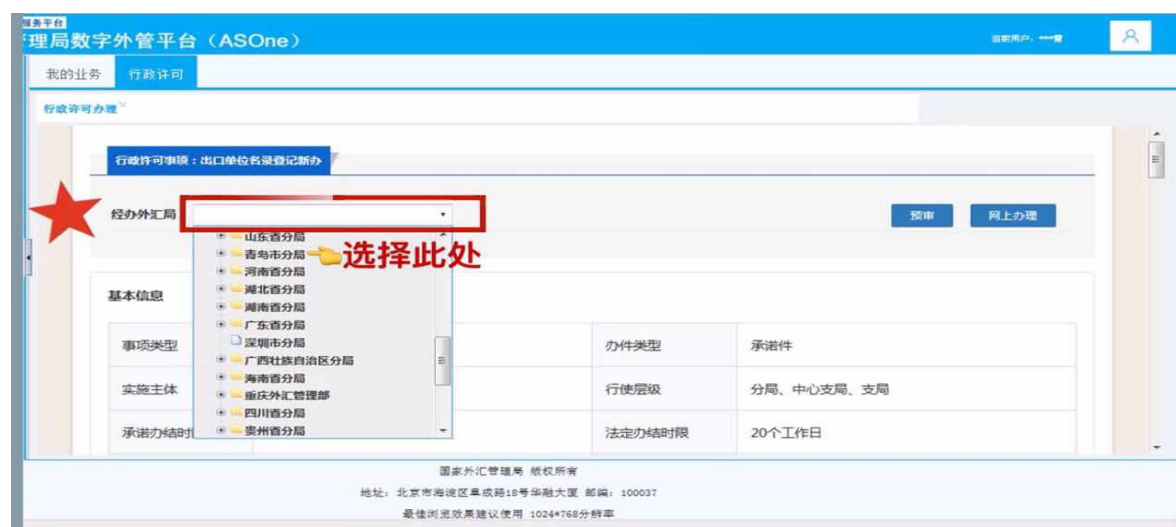 服务平台
理局数字外管平台（ASOne）
当前用户：***
我的业务 行政许可
行政许可办理
行政许可事项：出口单位名录登记新办
经办外汇局
预审 网上办理
山东省分局
青岛市分局 选择此处
河南省分局
湖北省分局
基本信息
湖南省分局
广东省分局
深圳市分局
事项类型 办件类型 承诺件
广西壮族自治区分局
海南省分局
实施主体 行使层级 分局、中心支局、支局
重庆外汇管理部
四川省分局
贵州省分局
承诺办结时 法定办结时限 20个工作日
国家外汇管理局 版权所有
地址：北京市海淀区阜成路18号华融大厦 邮编：100037
最佳浏览效果建议使用 1024*768分辨率